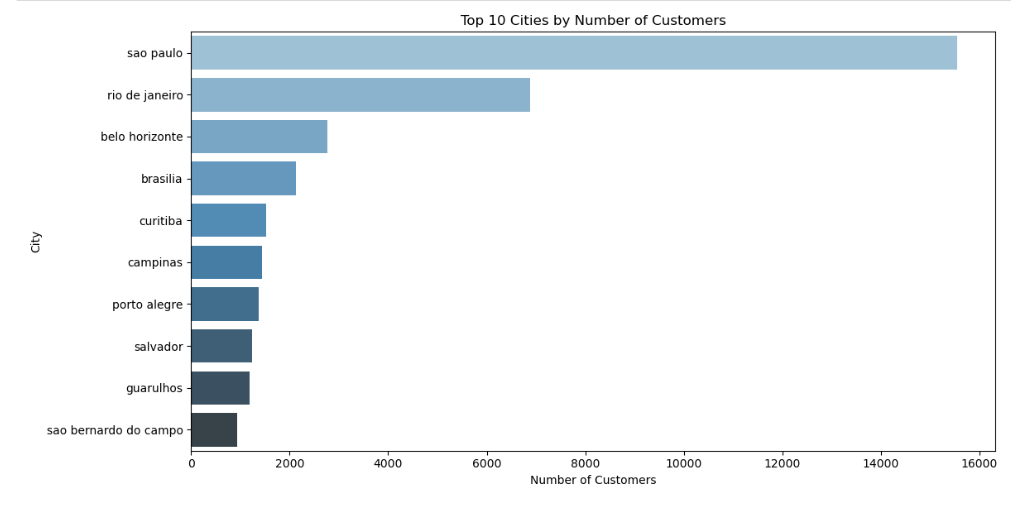 Top 10 Cities by Number of Customers
sao paulo
rio de janeiro
belo horizonte
brasilia
curitiba
campinas
porto alegre
salvador
guarulhos
sao bernardo do campo
City
0 2000 4000 6000 8000 10000 12000 14000 16000
Number of Customers